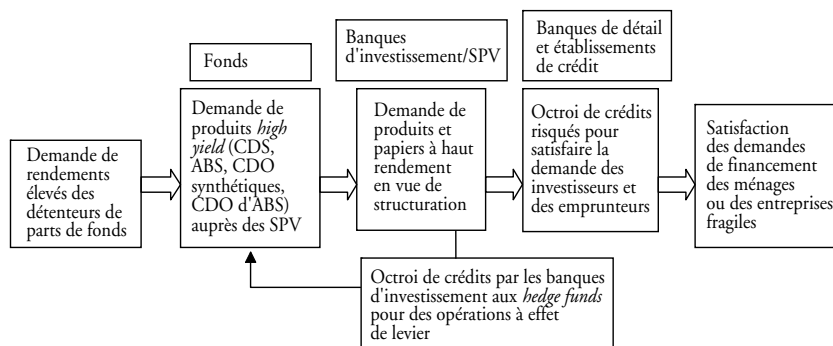 Fonds
Banques
d'investissement/SPV
Banques de détail
et établissements
de crédit
Demande de
rendements
élevés des
détenteurs de
parts de fonds
Demande de
produits high
yield (CDS,
ABS, CDO
synthétiques,
CDO d'ABS)
auprès des SPV
Demande de
produits et
papiers à haut
rendement
en vue de
structuration
Octroi de crédits
risqués pour
satisfaire la
demande des
investisseurs et
des emprunteurs
Satisfaction
des demandes
de financement
des ménages
ou des entreprises
fragiles
Octroi de crédits par les banques
d'investissement aux hedge funds
pour des opérations à effet
de levier